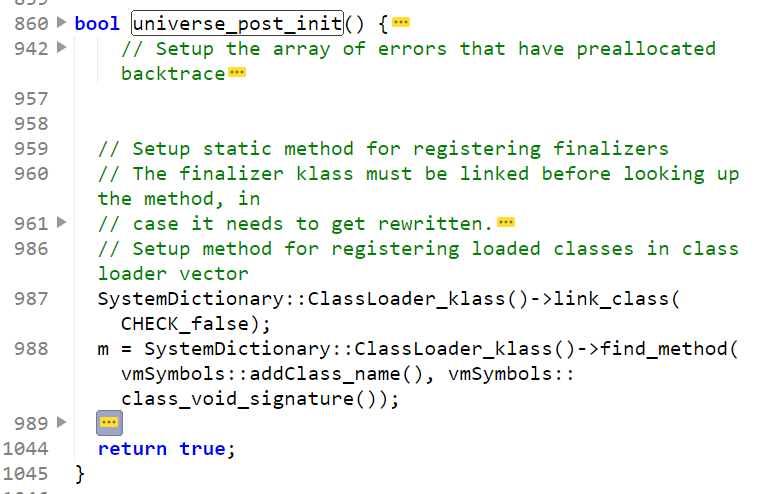 860 bool universe_post_init() {
942 // Setup the array of errors that have preallocated
backtrace
957
958
959 // Setup static method for registering finalizers
960 // The finalizer klass must be linked before looking up
the method, in
961 // case it needs to get rewritten.
986 // Setup method for registering loaded classes in class
loader vector
987 SystemDictionary::ClassLoader_klass()->link_class(
CHECK_false);
988 m = SystemDictionary::ClassLoader_klass()->find_method(
vmSymbols::addClass_name(), vmSymbols::
class_void_signature());
989
1044 return true;
1045 }